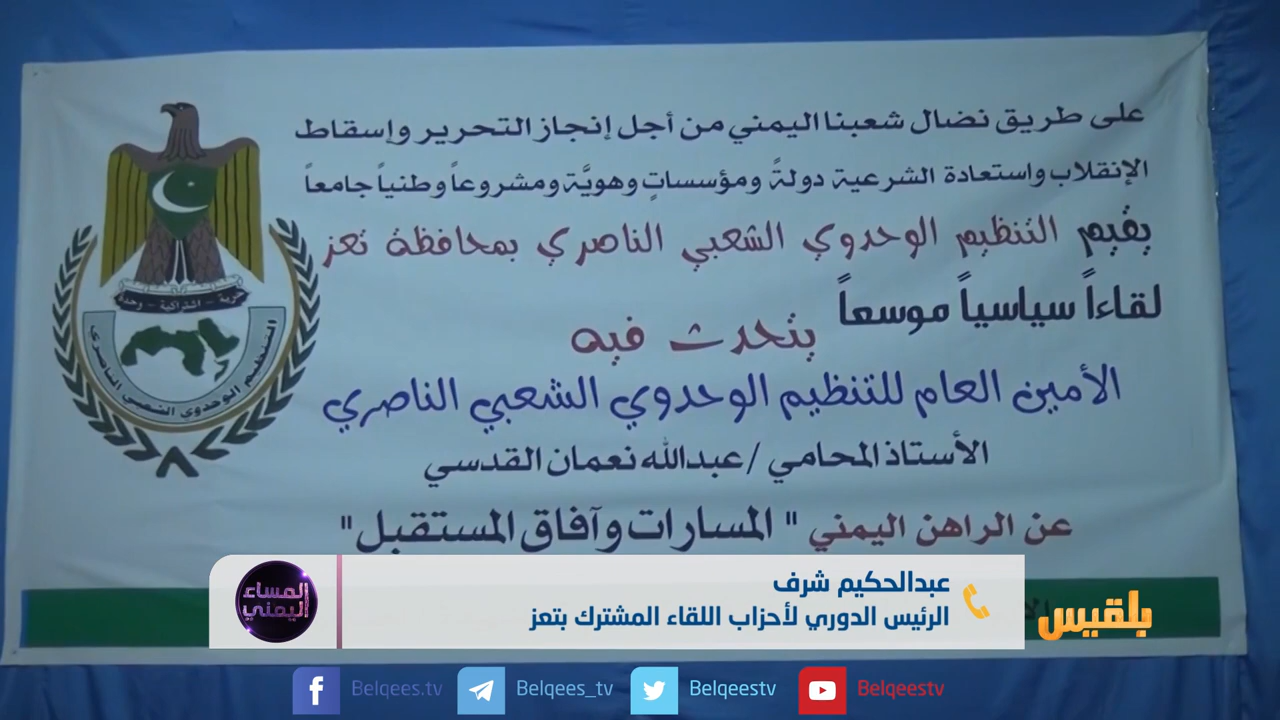 على طريق نضال شعبنا اليمني من أجل إنجاز التحرير وإسقاط
الإنقلاب واستعادة الشرعية دولةً ومؤسساتٍ وهويَّة ومشروعاً وطنياً جامعاً
يقيم التنظيم الوحدوي الشعبي الناصري بمحافظة تعز
لقاءاً سياسياً موسعاً يتحدث فيه
الأمين العام للتنظيم الوحدوي الشعبي الناصري
الأستاذ المحامي / عبدالله نعمان القدسي
عن الراهن اليمني " المسارات وآفاق المستقبل "
حرية - اشتراكية - وحدة
التنظيم الوحدوي الشعبي الناصري
المساء
اليمني
عبدالحكيم شرف
الرئيس الدوري لأحزاب اللقاء المشترك بتعز
بلقيس
Belqees.tv
Belqees_tv
Belqeestv
Belqeestv